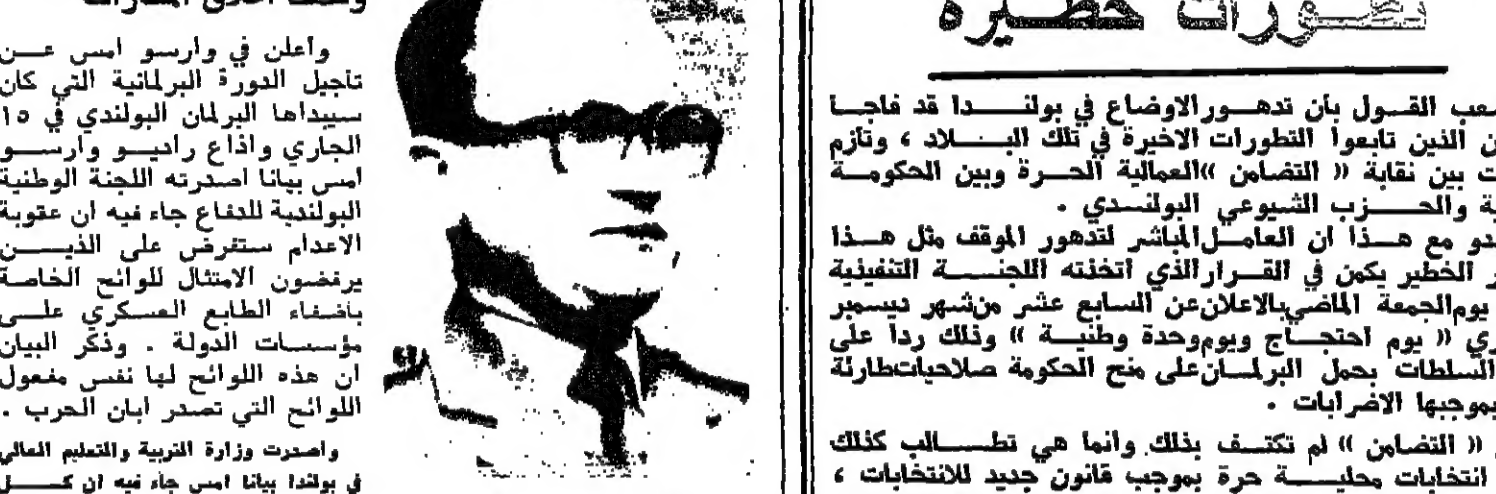 تطورات خطيرة
عب القول بأن تدهور الاوضاع في بولندا قد فاجأ
ن الذين تابعوا التطورات الاخيرة في تلك البلاد ، وتأزم
ت بين نقابة « التضامن »العمالية الحرة وبين الحكومة
ية والحزب الشيوعي البولندي .
دو مع هذا ان العامل المباشر لتدهور الموقف مثل هذا
ر الخطير يكمن في القرار الذي اتخذته اللجنة التنفيذية
يوم الجمعة الماضي بالاعلان عن السابع عشر من شهر ديسمبر
ري « يوم احتجاج ويوم وحدة وطنية » وذلك ردا على
السلطات بحمل البرلمان على منح الحكومة صلاحيات طارئة
بموجبها الاضرابات .
« التضامن » لم تكتف بذلك وانما هي تطالب كذلك
انتخابات محلية حرة بموجب قانون جديد للانتخابات ،
وأعلن في وارسو امس عن
تاجيل الدورة البرلمانية التي كان
سيبداها البرلمان البولندي في ١٥
الجاري واذاع راديو وارسو
امس بيانا اصدرته اللجنة الوطنية
البولندية للدفاع جاء فيه ان عقوبة
الاعدام ستفرض على الذين
يرفضون الامتثال للوائح الخاصة
باضفاء الطابع العسكري على
مؤسسات الدولة . وذكر البيان
ان هذه اللوائح لها نفس مفعول
اللوائح التي تصدر ابان الحرب .
واصدرت وزارة التربية والتعليم العالي
في بولندا بيانا امس جاء فيه ان كل